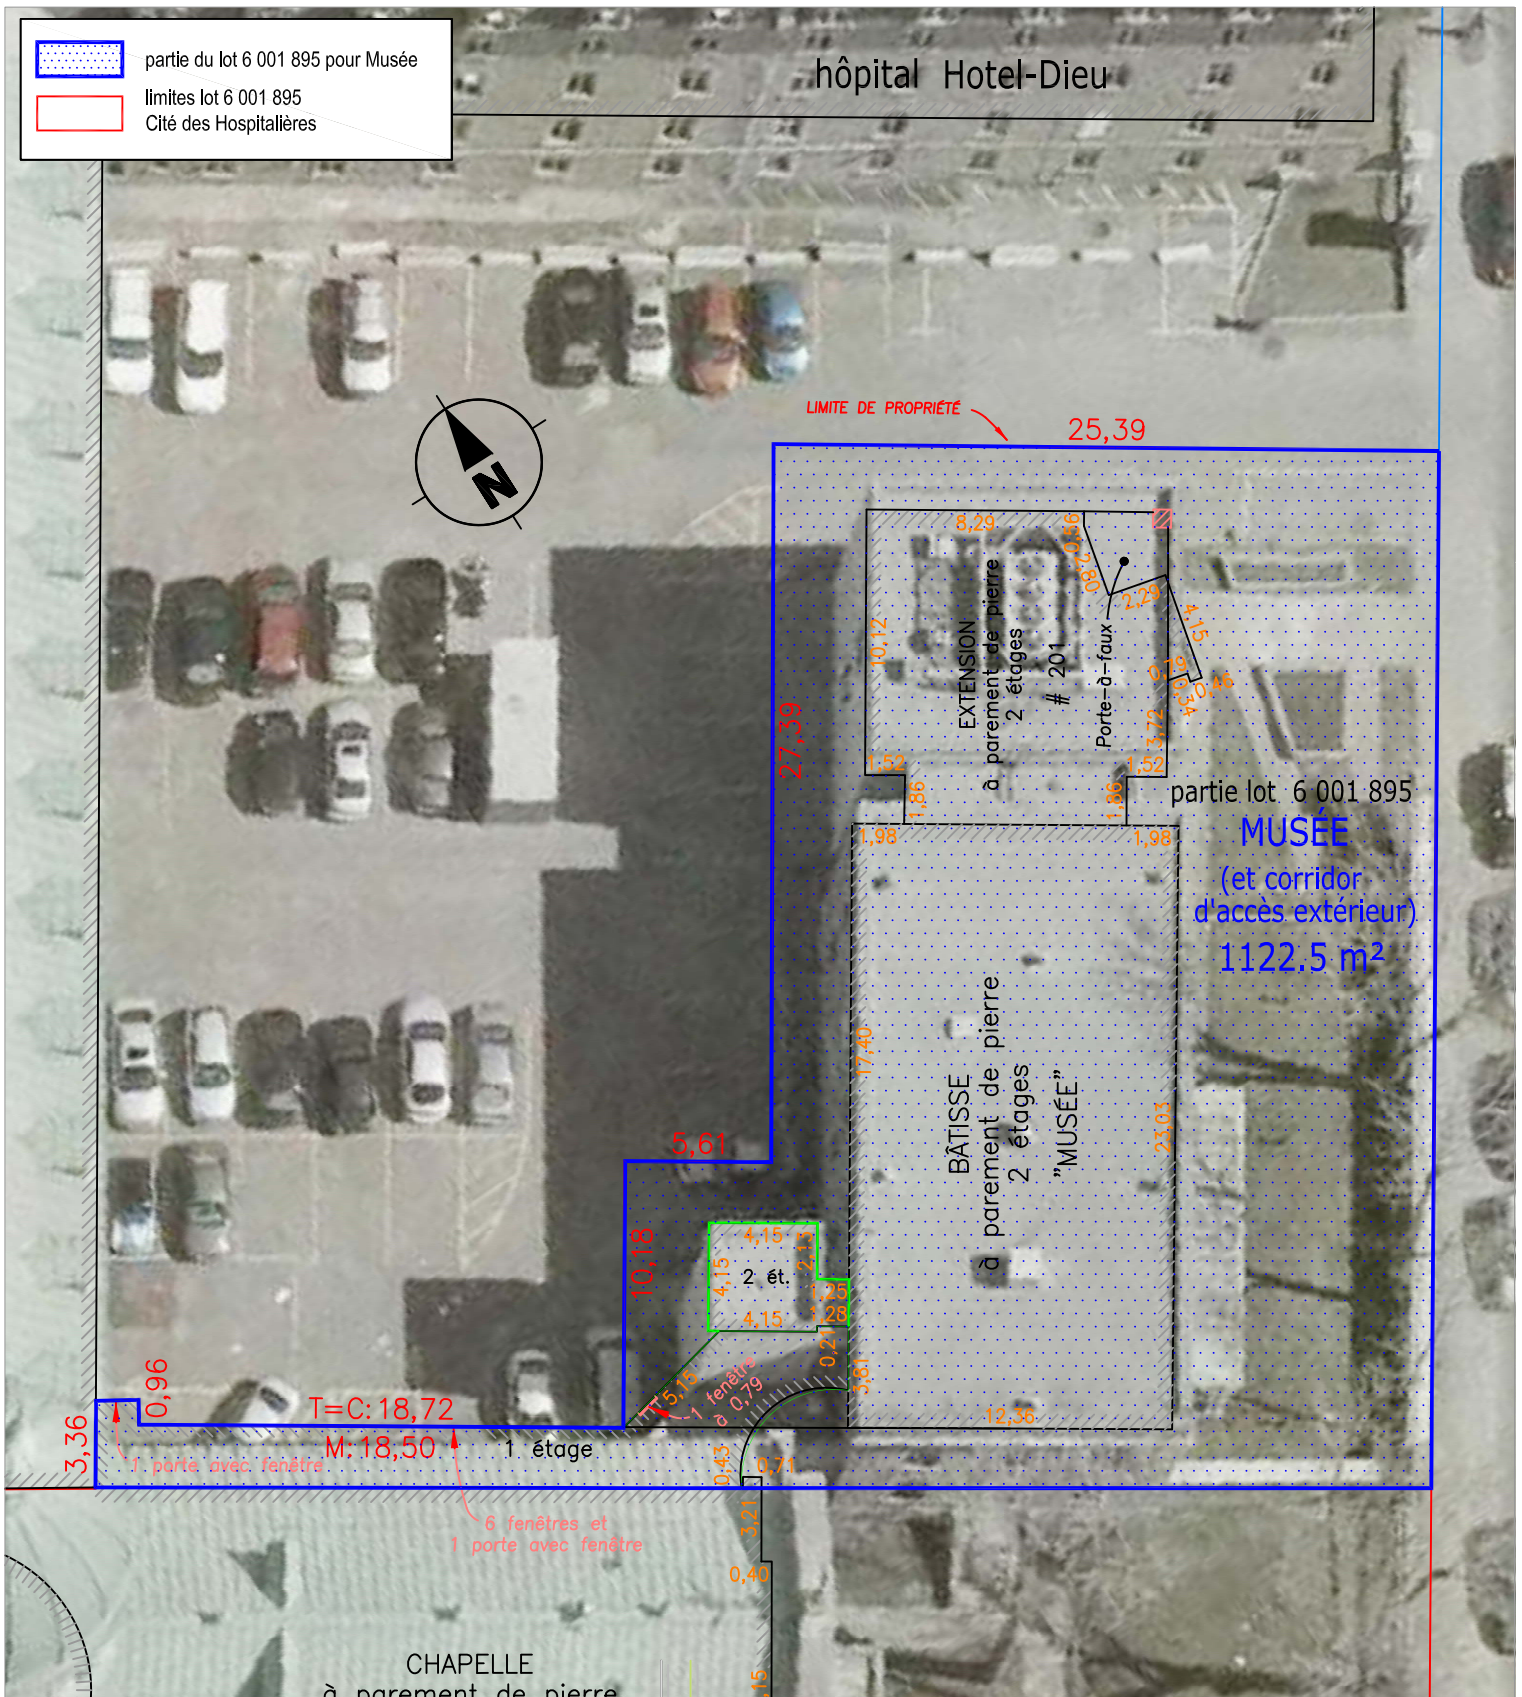 partie du lot 6 001 895 pour Musée
limites lot 6 001 895
Cité des Hospitalières
hôpital Hotel-Dieu
LIMITE DE PROPRIÉTÉ
25,39
N
8,29
0,56
2,80
2,29
4,15
10,12
EXTENSION
à parement de pierre
2 étages
# 201
Porte-à-faux
0,79
0,46
0,54
3,72
27,39
1,52
1,52
1,86
1,86
partie lot 6 001 895
MUSÉE
(et corridor
d'accès extérieur)
1122.5 m²
1,98
1,98
17,40
BÂTISSE
à parement de pierre
2 étages
"MUSÉE"
23,03
5,61
10,18
4,15
2,15
4,15
2 ét.
1,25
4,15
1,28
0,21
3,81
5,15
1 fenêtre
à 0,79
12,36
0,96
3,36
T=C: 18,72
M: 18,50
1 étage
1 porte avec fenêtre
0,43
0,71
6 fenêtres et
1 porte avec fenêtre
3,21
0,40
CHAPELLE
à parement de pierre